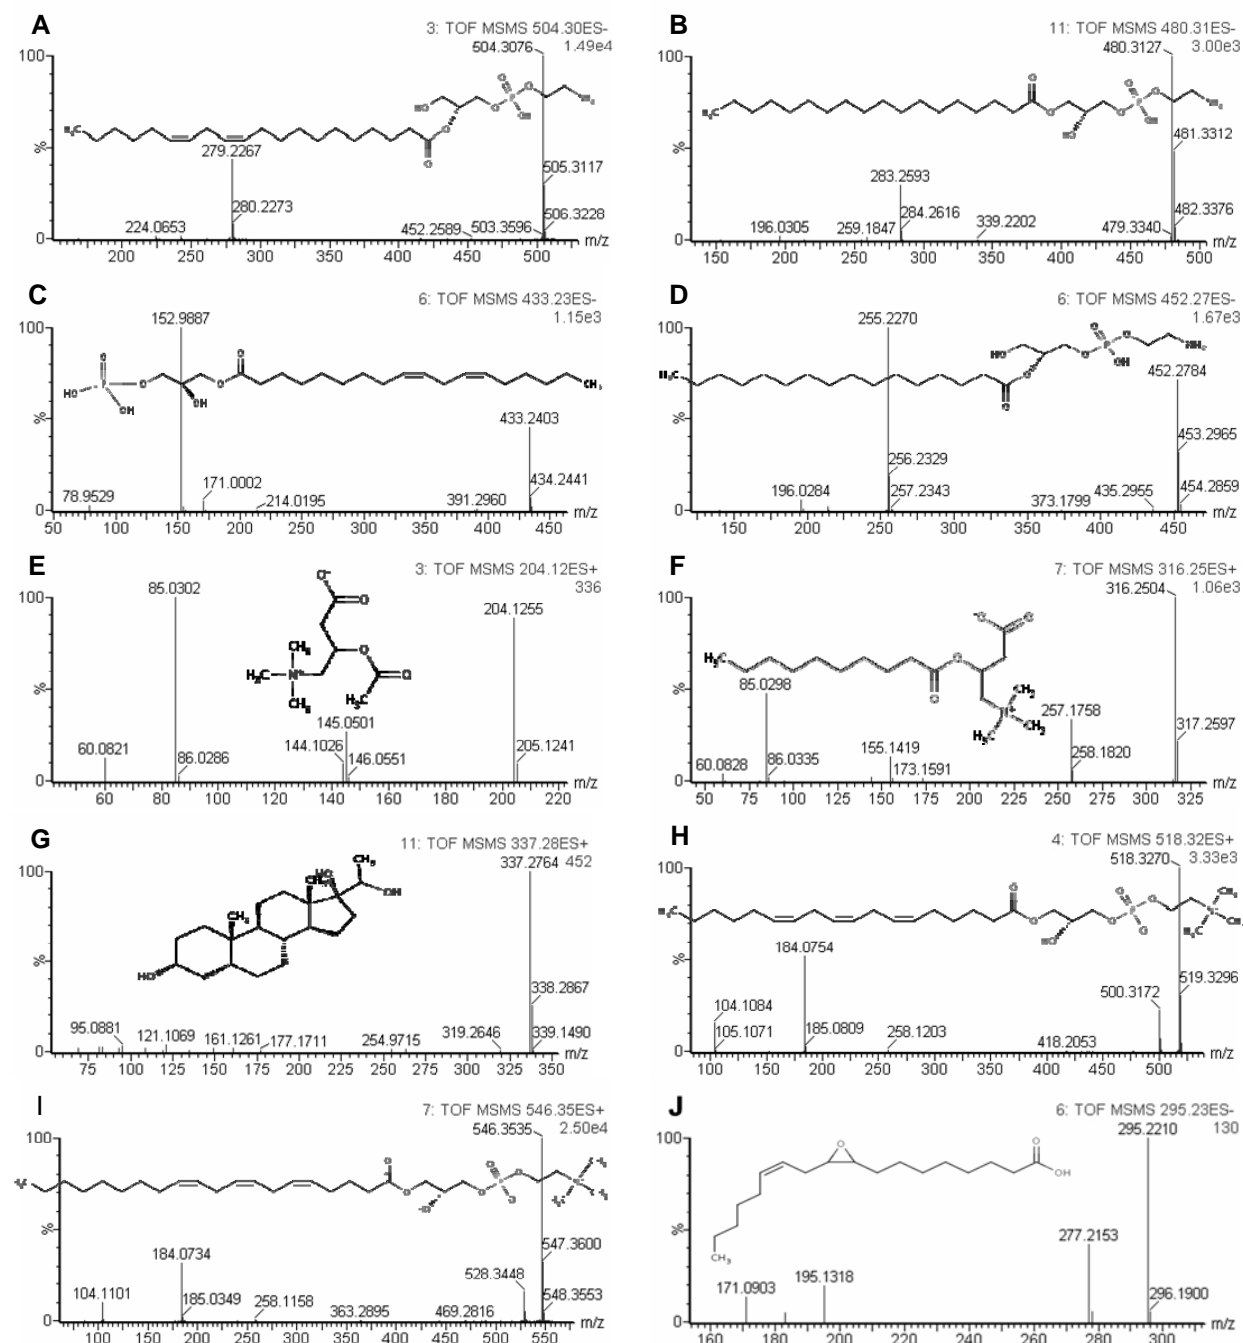 A
3: TOF MSMS 504.30ES-
1.49e4
504.3076
100
%
0
279.2267
280.2273
224.0653
452.2589
503.3596
505.3117
506.3228
200 250 300 350 400 450 500 m/z
B
11: TOF MSMS 480.31ES-
3.00e3
480.3127
100
%
0
481.3312
283.2593
284.2616
196.0305
259.1847
339.2202
479.3340
482.3376
150 200 250 300 350 400 450 500 m/z
C
6: TOF MSMS 433.23ES-
1.15e3
152.9887
100
%
0
HO
OH
OH
CH₃
433.2403
434.2441
78.9529
171.0002
214.0195
391.2960
50 100 150 200 250 300 350 400 450 m/z
D
6: TOF MSMS 452.27ES-
1.67e3
255.2270
100
%
0
HO
OH
452.2784
453.2965
256.2329
257.2343
196.0284
373.1799
435.2955
454.2859
150 200 250 300 350 400 450 m/z
E
3: TOF MSMS 204.12ES+
336
85.0302
204.1255
100
%
0
CH₃
H₃C
N⁺
CH₃
H₃C
O
145.0501
144.1026
146.0551
60.0821
86.0286
205.1241
60 80 100 120 140 160 180 200 220 m/z
F
7: TOF MSMS 316.25ES+
1.06e3
316.2504
100
%
0
H₃C
85.0298
257.1758
317.2597
155.1419
258.1820
60.0828
86.0335
173.1591
50 75 100 125 150 175 200 225 250 275 300 325 m/z
G
11: TOF MSMS 337.28ES+
452
337.2764
100
%
0
CH₃
OH
CH₃
HO
338.2867
95.0881
121.1069
161.1261
177.1711
254.9715
319.2646
339.1490
75 100 125 150 175 200 225 250 275 300 325 350 m/z
H
4: TOF MSMS 518.32ES+
3.33e3
518.3270
100
%
0
184.0754
519.3296
500.3172
104.1084
105.1071
185.0809
258.1203
418.2053
100 150 200 250 300 350 400 450 500 m/z
I
7: TOF MSMS 546.35ES+
2.50e4
546.3535
100
%
0
184.0734
547.3600
528.3448
104.1101
185.0349
258.1158
363.2895
469.2816
548.3553
100 150 200 250 300 350 400 450 500 550 m/z
J
6: TOF MSMS 295.23ES-
130
295.2210
100
%
0
O
O
OH
CH₃
277.2153
195.1318
171.0903
296.1900
160 180 200 220 240 260 280 300 m/z